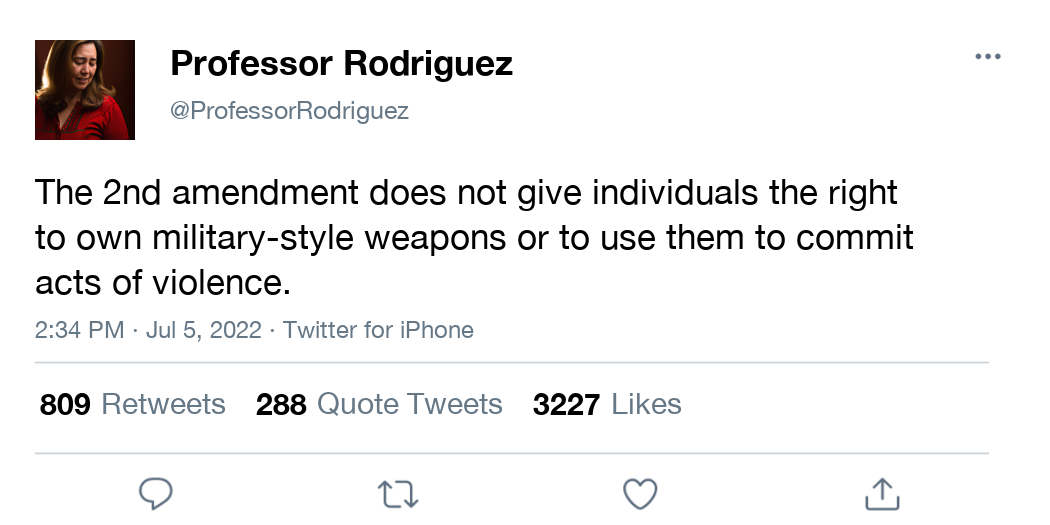 Professor Rodriguez
@ProfessorRodriguez
The 2nd amendment does not give individuals the right
to own military-style weapons or to use them to commit
acts of violence.
2:34 PM · Jul 5, 2022 · Twitter for iPhone
809 Retweets 288 Quote Tweets 3227 Likes